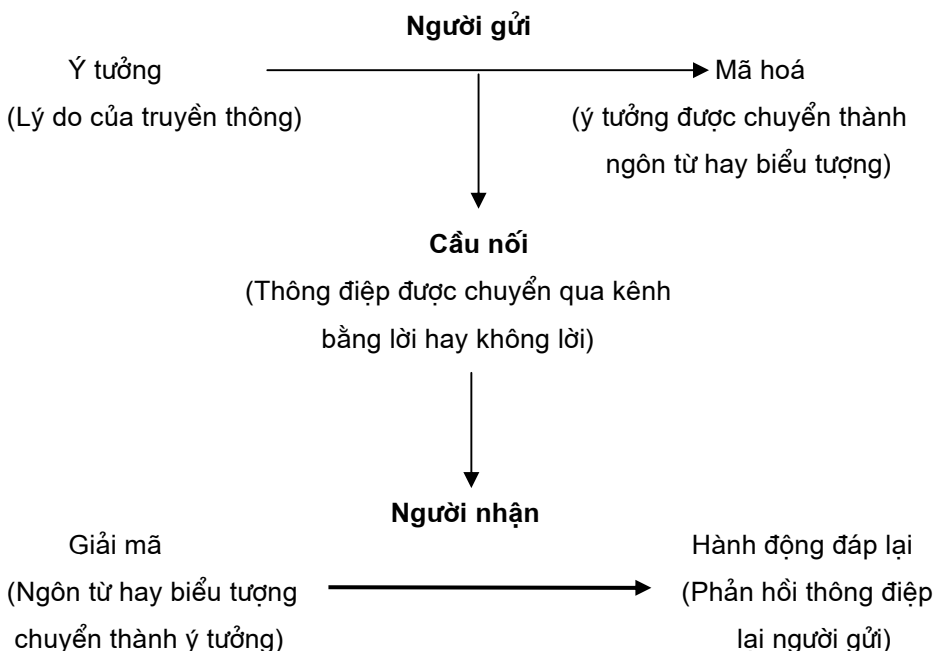 Người gửi
Ý tưởng
Mã hoá
(Lý do của truyền thông)
(ý tưởng được chuyển thành
ngôn từ hay biểu tượng)
Cầu nối
(Thông điệp được chuyển qua kênh
bằng lời hay không lời)
Người nhận
Giải mã
Hành động đáp lại
(Ngôn từ hay biểu tượng
(Phản hồi thông điệp
chuyển thành ý tưởng)
lai người gửi)